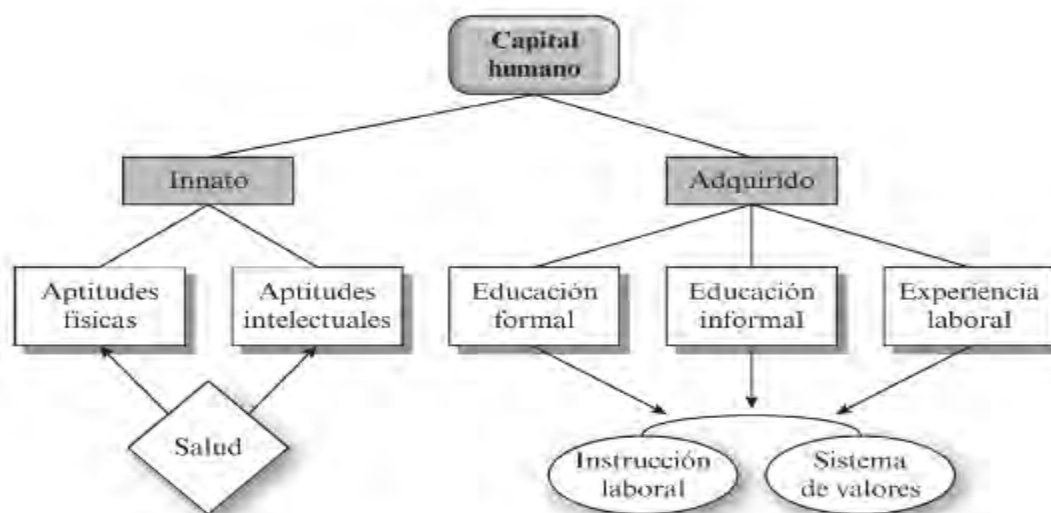 Capital
humano
Innato
Adquirido
Aptitudes
físicas
Aptitudes
intelectuales
Educación
formal
Educación
informal
Experiencia
laboral
Salud
Instrucción
laboral
Sistema
de valores